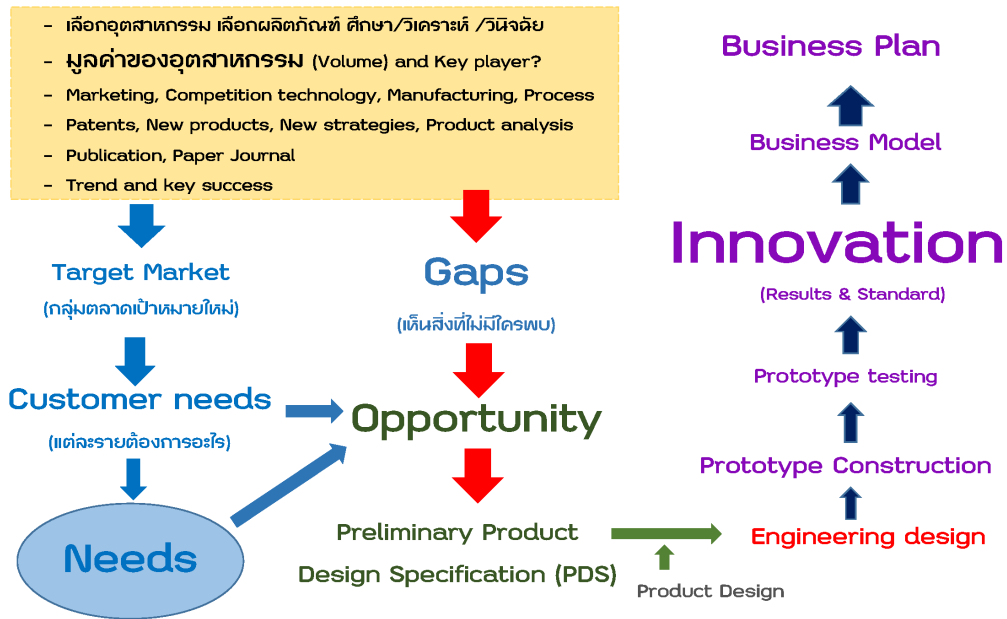 - เลือกอุตสาหกรรม เลือกผลิตภัณฑ์ ศึกษา/วิเคราะห์ /วินิจฉัย
- มูลค่าของอุตสาหกรรม (Volume) and Key player?
- Marketing, Competition technology, Manufacturing, Process
- Patents, New products, New strategies, Product analysis
- Publication, Paper Journal
- Trend and key success
Target Market
(กลุ่มตลาดเป้าหมายใหม่)
Customer needs
(แต่ละรายต้องการอะไร)
Needs
Gaps
(เห็นสิ่งที่ไม่มีใครพบ)
Opportunity
Preliminary Product
Design Specification (PDS)
Product Design
Engineering design
Prototype Construction
Prototype testing
Innovation
(Results & Standard)
Business Model
Business Plan